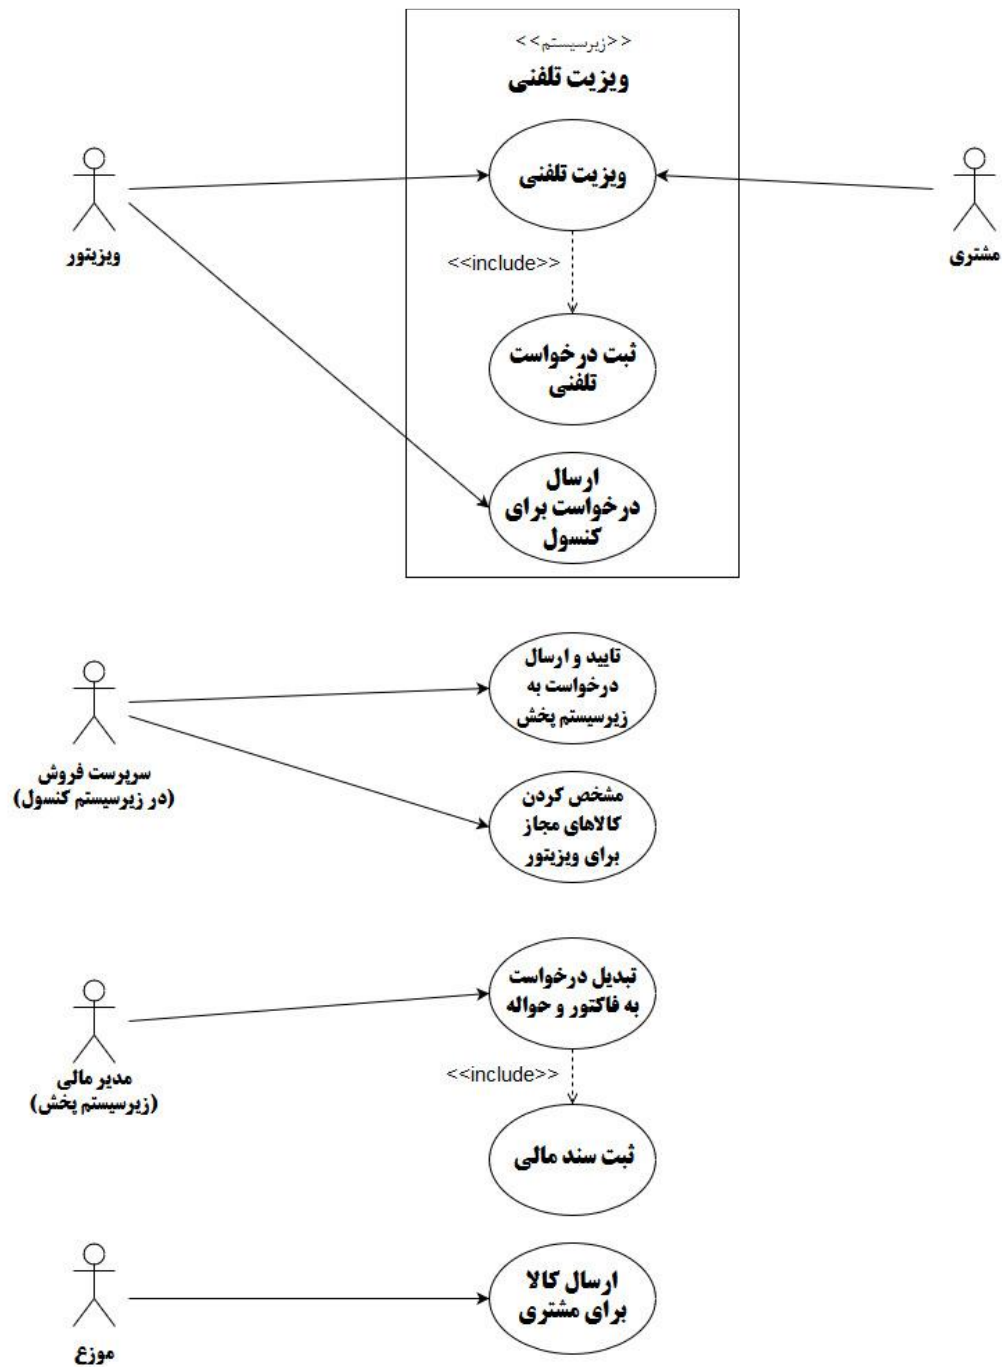 <<زیرسیستم>>
ویزیت تلفنی
ویزیت تلفنی
ویزیتور
مشتری
<<include>>
ثبت درخواست
تلفنی
ارسال
درخواست برای
کنسول
تایید و ارسال
درخواست به
زیرسیستم پخش
سرپرست فروش
(در زیرسیستم کنسول)
مشخص کردن
کالاهای مجاز
برای ویزیتور
تبدیل درخواست
به فاکتور و حواله
مدیر مالی
(زیرسیستم پخش)
<<include>>
ثبت سند مالی
ارسال کالا
برای مشتری
موزع